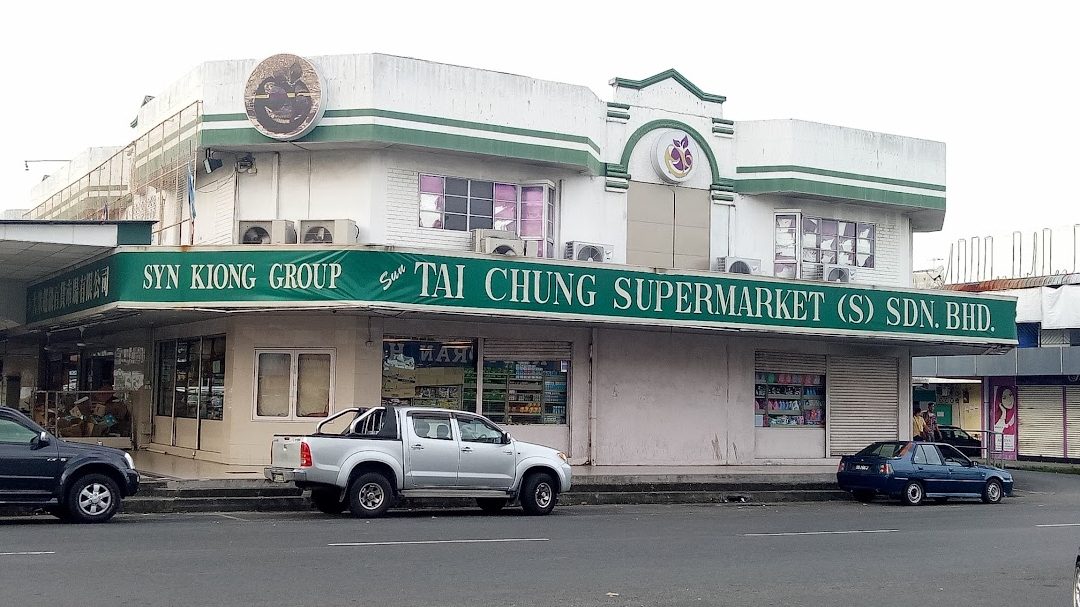 SYN KIONG GROUP
Sun TAI CHUNG SUPERMARKET (S) SDN. BHD.